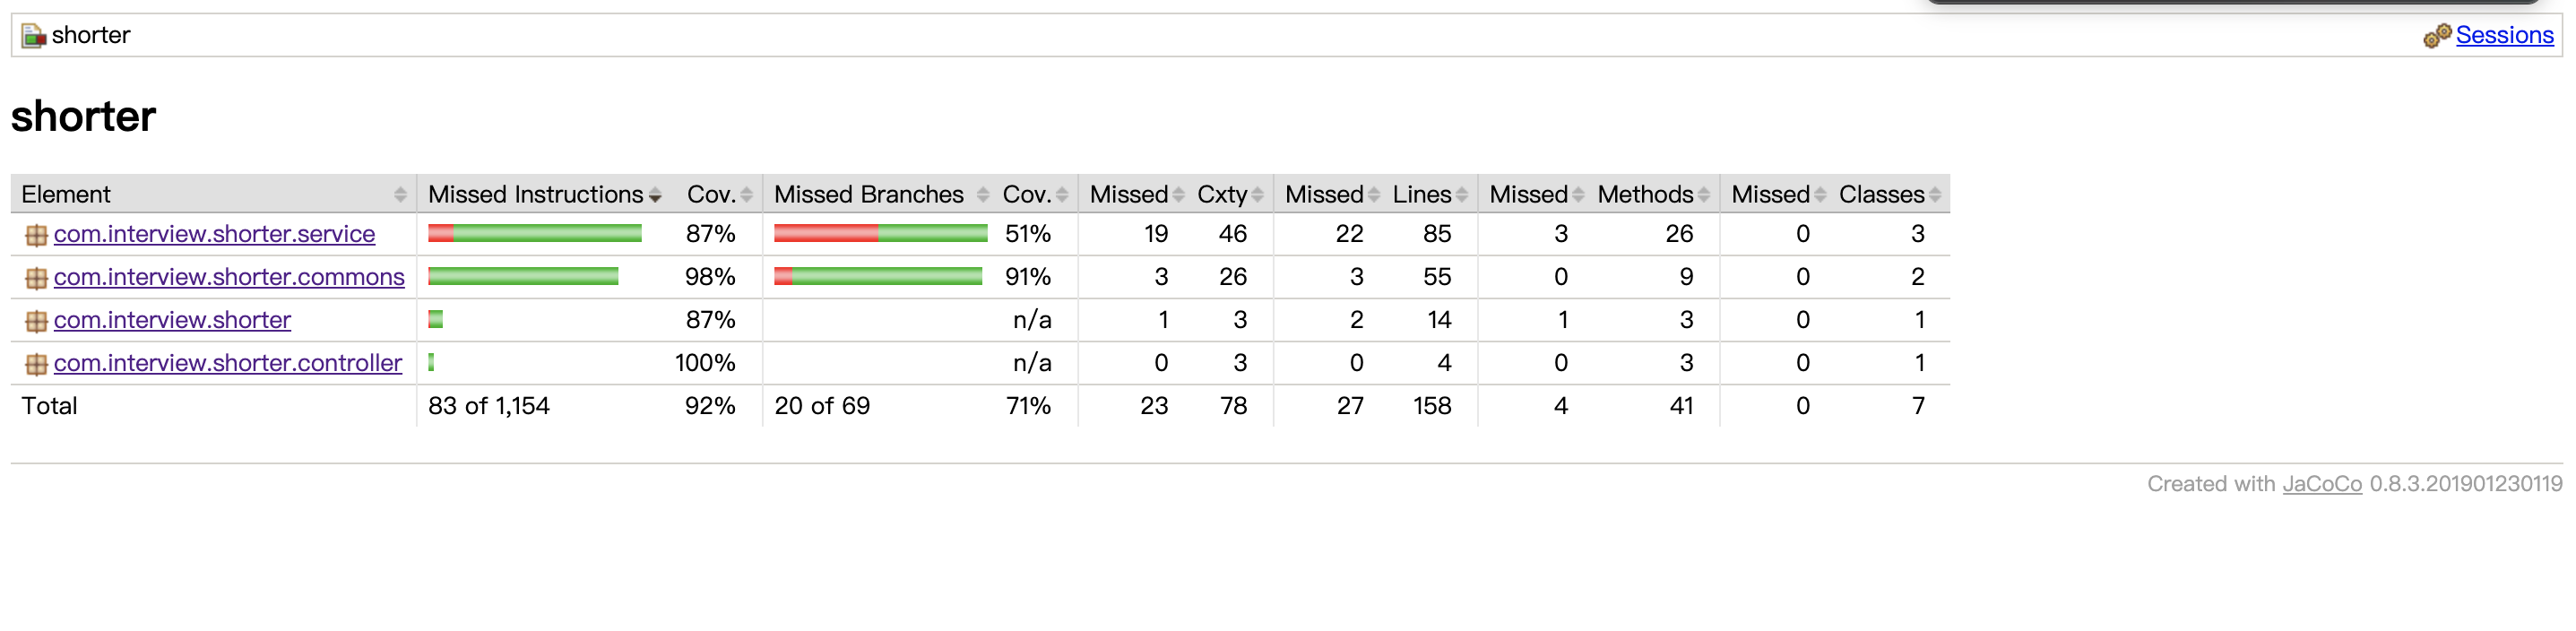 shorter Sessions
shorter
Element Missed Instructions Cov. Missed Branches Cov. Missed Cxty Missed Lines Missed Methods Missed Classes
com.interview.shorter.service 87% 51% 19 46 22 85 3 26 0 3
com.interview.shorter.commons 98% 91% 3 26 3 55 0 9 0 2
com.interview.shorter 87% n/a 1 3 2 14 1 3 0 1
com.interview.shorter.controller 100% n/a 0 3 0 4 0 3 0 1
Total 83 of 1,154 92% 20 of 69 71% 23 78 27 158 4 41 0 7
Created with JaCoCo 0.8.3.201901230119